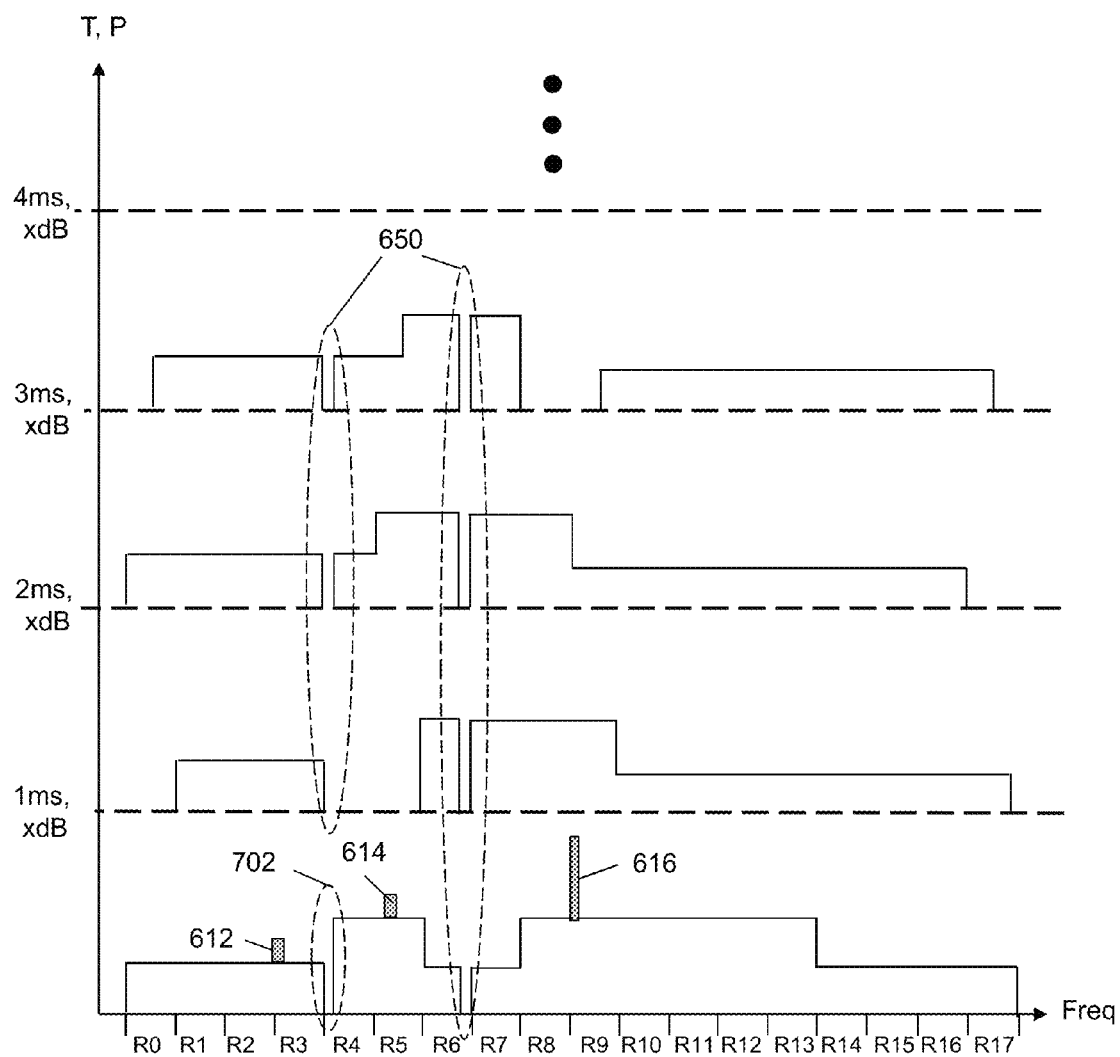 T, P
4ms,
xdB
650
3ms,
xdB
2ms,
xdB
1ms,
xdB
702
614
616
612
Freq
R0 R1 R2 R3 R4 R5 R6 R7 R8 R9 R10 R11 R12 R13 R14 R15 R16 R17